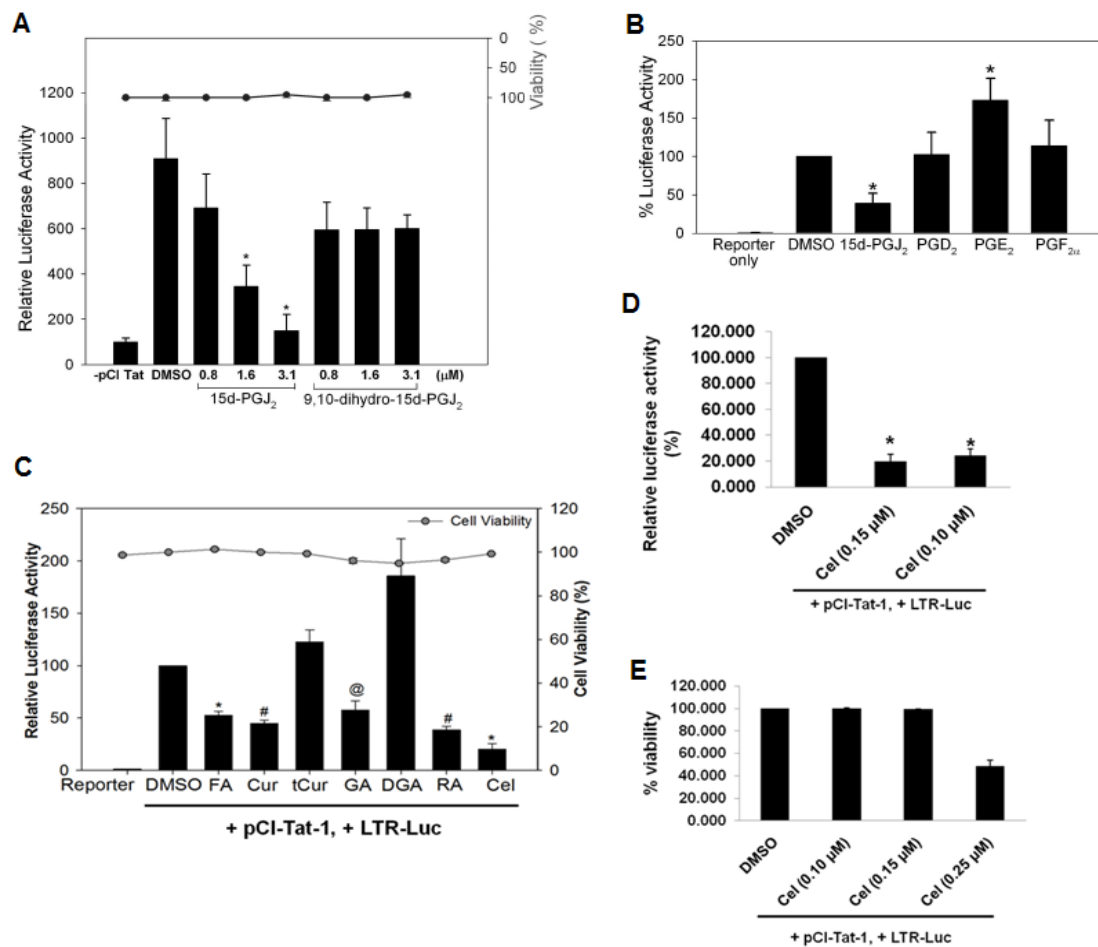 A
Relative Luciferase Activity
1200
1000
800
600
400
200
0
0
50
100
Viability ( %)
* *
-pCI Tat DMSO 0.8 1.6 3.1 0.8 1.6 3.1 (µM)
15d-PGJ2 9,10-dihydro-15d-PGJ2
B
% Luciferase Activity
250
200
150
100
50
0
* *
Reporter only DMSO 15d-PGJ2 PGD2 PGE2 PGF2α
C
Relative Luciferase Activity
250
200
150
100
50
0
Cell Viability
120
100
80
60
40
20
0
Cell Viability (%)
* # @ # *
Reporter DMSO FA Cur tCur GA DGA RA Cel
+ pCI-Tat-1, + LTR-Luc
D
Relative luciferase activity
(%)
120.000
100.000
80.000
60.000
40.000
20.000
0.000
* *
DMSO Cel (0.15 µM) Cel (0.10 µM)
+ pCI-Tat-1, + LTR-Luc
E
% viability
120.000
100.000
80.000
60.000
40.000
20.000
0.000
DMSO Cel (0.10 µM) Cel (0.15 µM) Cel (0.25 µM)
+ pCI-Tat-1, + LTR-Luc